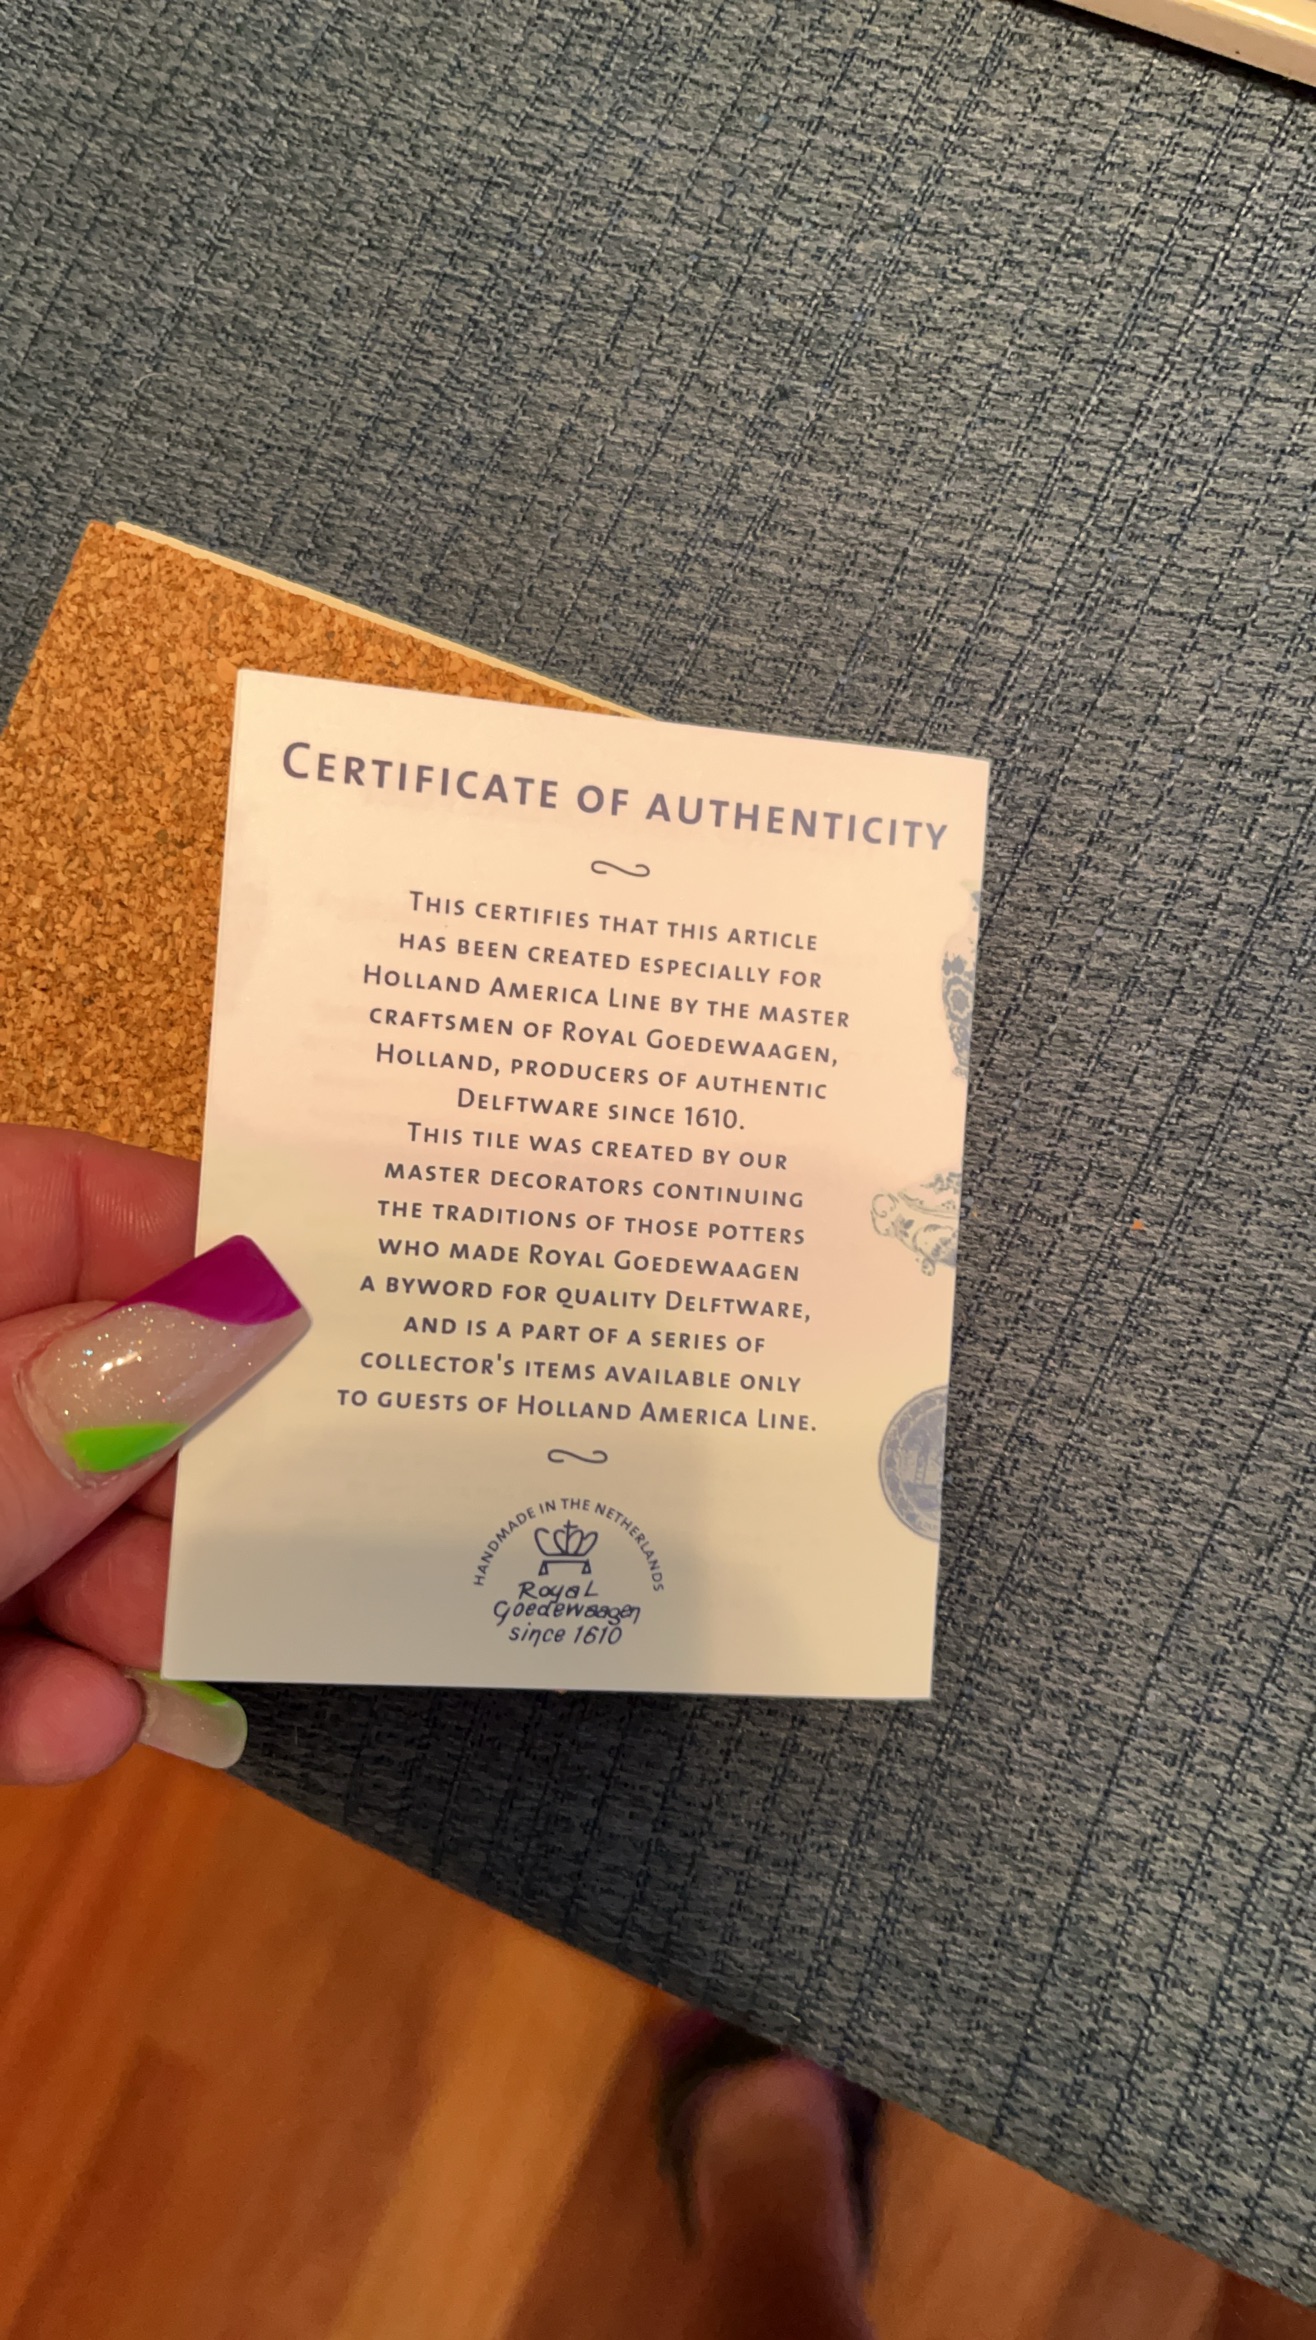 CERTIFICATE OF AUTHENTICITY
THIS CERTIFIES THAT THIS ARTICLE
HAS BEEN CREATED ESPECIALLY FOR
HOLLAND AMERICA LINE BY THE MASTER
CRAFTSMEN OF ROYAL GOEDEWAAGEN,
HOLLAND, PRODUCERS OF AUTHENTIC
DELFTWARE SINCE 1610.
THIS TILE WAS CREATED BY OUR
MASTER DECORATORS CONTINUING
THE TRADITIONS OF THOSE POTTERS
WHO MADE ROYAL GOEDEWAAGEN
A BYWORD FOR QUALITY DELFTWARE,
AND IS A PART OF A SERIES OF
COLLECTOR'S ITEMS AVAILABLE ONLY
TO GUESTS OF HOLLAND AMERICA LINE.
HANDMADE IN THE NETHERLANDS
Royal
Goedewaagen
since 1610